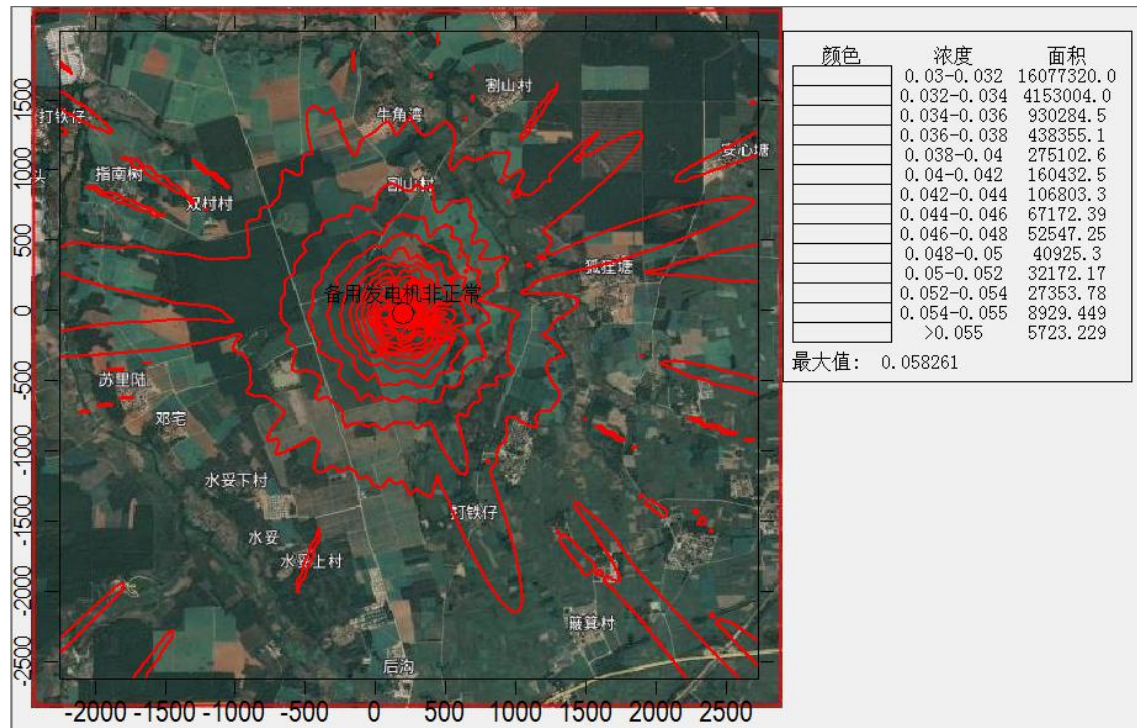 颜色 浓度 面积
0.03-0.032 16077320.0
0.032-0.034 4153004.0
0.034-0.036 930284.5
0.036-0.038 438355.1
0.038-0.04 275102.6
0.04-0.042 160432.5
0.042-0.044 106803.3
0.044-0.046 67172.39
0.046-0.048 52547.25
0.048-0.05 40925.3
0.05-0.052 32172.17
0.052-0.054 27353.78
0.054-0.055 8929.449
>0.055 5723.229
最大值: 0.058261
割山村
牛角湾
打铁仔
安心塘
指南树
头
割山村
双村村
狐狸塘
备用发电机非正常
苏里陆
邓宅
水妥下村
打铁仔
水妥
水妥上村
簸箕村
后沟
1500
1000
500
0
-500
-1000
-1500
-2000
-2500
-2000 -1500 -1000 -500 0 500 1000 1500 2000 2500